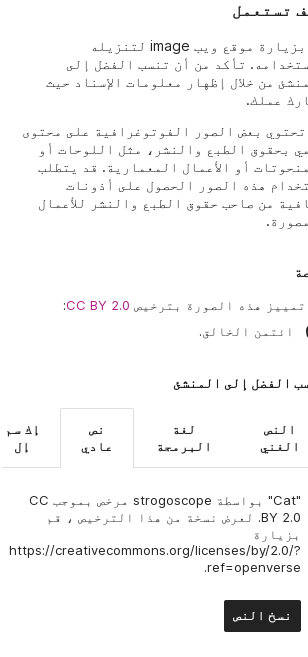 ف تستعمل
بزيارة موقع ويب image لتنزيله
ستخدامه. تأكد من أن تنسب الفضل إلى
منشئ من خلال إظهار معلومات الإسناد حيث
ارك عملك.
تحتوي بعض الصور الفوتوغرافية على محتوى
مي بحقوق الطبع والنشر، مثل اللوحات أو
منحوتات أو الأعمال المعمارية. قد يتطلب
تخدام هذه الصور الحصول على أذونات
افية من صاحب حقوق الطبع والنشر للأعمال
مصورة.
صة
تمييز هذه الصورة بترخيص CC BY 2.0:
ائتمن الخالق.
سب الفضل إلى المنشئ
النص الفني
لغة البرمجة
نص عادي
إك سم إل
"Cat" بواسطة strogoscope مرخص بموجب CC
BY 2.0. لعرض نسخة من هذا الترخيص ، قم
بزيارة
https://creativecommons.org/licenses/by/2.0/?
ref=openverse.
نسخ النص